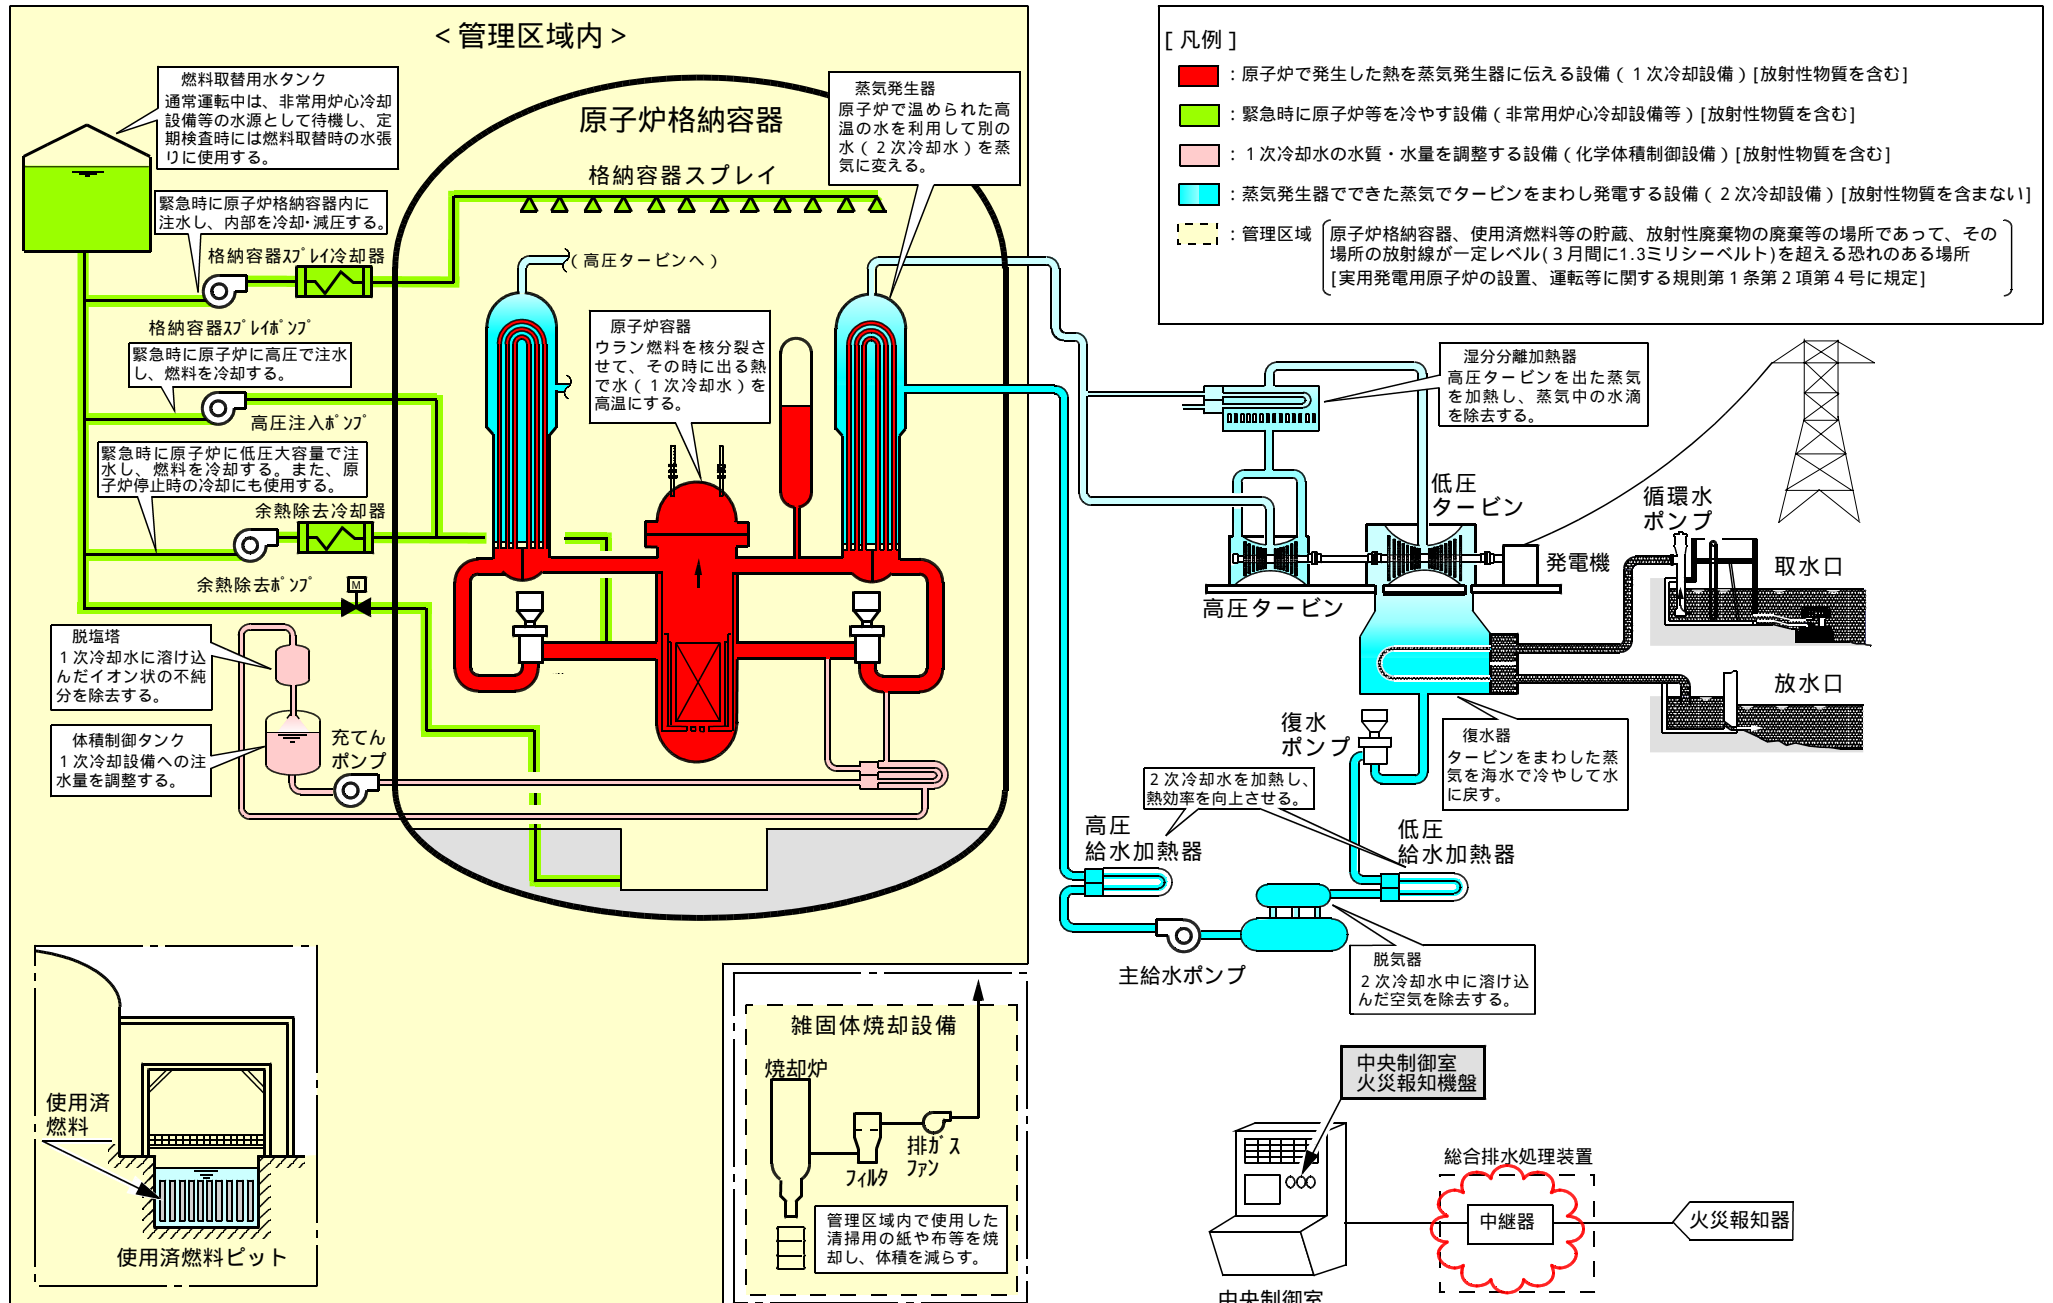 <管理区域内>
燃料取替用水タンク
通常運転中は、非常用炉心冷却
設備等の水源として待機し、定
期検査時には燃料取替時の水張
りに使用する。
緊急時に原子炉格納容器内に
注水し、内部を冷却・減圧する。
格納容器ｽﾌﾟﾚｲ冷却器
格納容器ｽﾌﾟﾚｲﾎﾟﾝﾌﾟ
緊急時に原子炉に高圧で注水
し、燃料を冷却する。
高圧注入ﾎﾟﾝﾌﾟ
緊急時に原子炉に低圧大容量で注
水し、燃料を冷却する。また、原
子炉停止時の冷却にも使用する。
余熱除去冷却器
余熱除去ﾎﾟﾝﾌﾟ
M
脱塩塔
１次冷却水に溶け込
んだイオン状の不純
分を除去する。
体積制御タンク
１次冷却設備への注
水量を調整する。
充てん
ポンプ
原子炉格納容器
格納容器スプレイ
(高圧タービンへ)
蒸気発生器
原子炉で温められた高
温の水を利用して別の
水(２次冷却水)を蒸
気に変える。
原子炉容器
ウラン燃料を核分裂さ
せて、その時に出る熱
で水(１次冷却水)を
高温にする。
[凡例]
：原子炉で発生した熱を蒸気発生器に伝える設備(１次冷却設備)[放射性物質を含む]
：緊急時に原子炉等を冷やす設備(非常用炉心冷却設備等)[放射性物質を含む]
：１次冷却水の水質・水量を調整する設備(化学体積制御設備)[放射性物質を含む]
：蒸気発生器でできた蒸気でタービンをまわし発電する設備(２次冷却設備)[放射性物質を含まない]
：管理区域
原子炉格納容器、使用済燃料等の貯蔵、放射性廃棄物の廃棄等の場所であって、その
場所の放射線が一定レベル(３月間に1.3ミリシーベルト)を超える恐れのある場所
[実用発電用原子炉の設置、運転等に関する規則第１条第２項第４号に規定]
湿分分離加熱器
高圧タービンを出た蒸気
を加熱し、蒸気中の水滴
を除去する。
低圧
タービン
発電機
高圧タービン
循環水
ポンプ
取水口
放水口
復水
ポンプ
復水器
タービンをまわした蒸
気を海水で冷やして水
に戻す。
２次冷却水を加熱し、
熱効率を向上させる。
高圧
給水加熱器
低圧
給水加熱器
主給水ポンプ
脱気器
２次冷却水中に溶け込
んだ空気を除去する。
使用済
燃料
使用済燃料ピット
雑固体焼却設備
焼却炉
フィルタ
排ｶﾞｽ
ファン
管理区域内で使用した
清掃用の紙や布等を焼
却し、体積を減らす。
中央制御室
火災報知機盤
総合排水処理装置
中継器
火災報知器
中央制御室